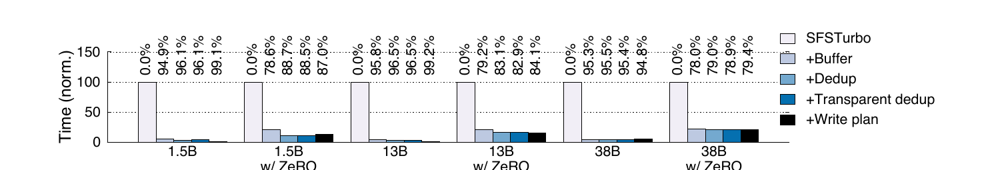 0.0% 94.9% 96.1% 96.1% 99.1% 0.0% 78.6% 88.7% 88.5% 87.0% 0.0% 95.8% 96.5% 96.5% 99.2% 0.0% 79.2% 83.1% 82.9% 84.1% 0.0% 95.3% 95.5% 95.4% 94.8% 0.0% 78.0% 79.0% 78.9% 79.4%
SFSTurbo
+Buffer
+Dedup
+Transparent dedup
+Write plan
Time (norm.)
150
100
50
0
1.5B 1.5B 13B 13B 38B 38B
w/ ZeRO w/ ZeRO w/ ZeRO